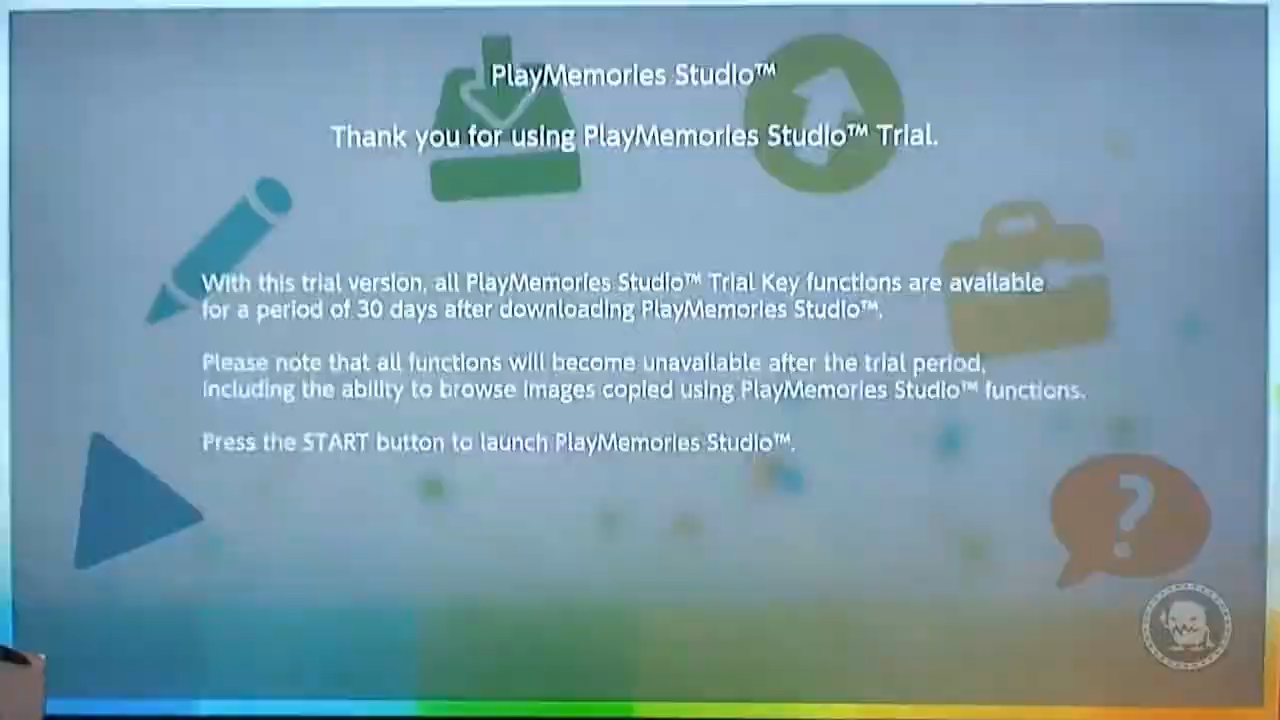 PlayMemories Studio™
Thank you for using PlayMemories Studio™ Trial.
With this trial version, all PlayMemories Studio™ Trial Key functions are available
for a period of 30 days after downloading PlayMemories Studio™.
Please note that all functions will become unavailable after the trial period,
including the ability to browse images copied using PlayMemories Studio™ functions.
Press the START button to launch PlayMemories Studio™.
?